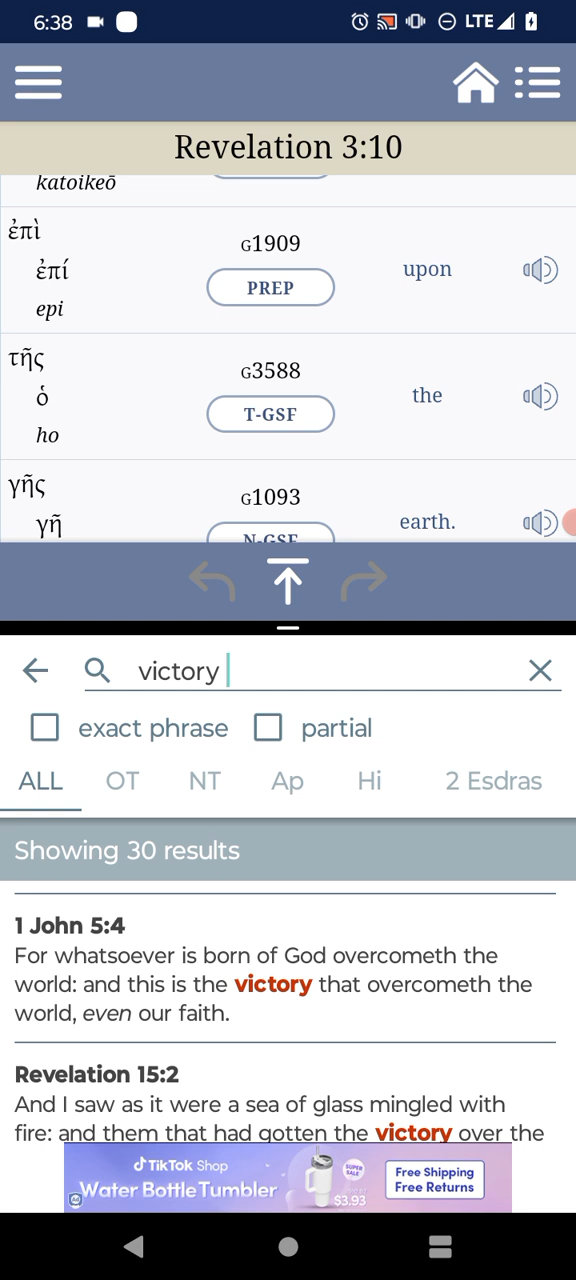 6:38 LTE
Revelation 3:10
katoikeō
ἐπὶ
ἐπί
epi
G1909
PREP
upon
τῆς
ὁ
ho
G3588
T-GSF
the
γῆς
γῆ
G1093
N-GSF
earth.
victory
exact phrase partial
ALL OT NT Ap Hi 2 Esdras
Showing 30 results
1 John 5:4
For whatsoever is born of God overcometh the
world: and this is the victory that overcometh the
world, even our faith.
Revelation 15:2
And I saw as it were a sea of glass mingled with
fire: and them that had gotten the victory over the
TikTok Shop
Water Bottle Tumbler
SUPER
SALE
$3.93
Free Shipping
Free Returns
Ad